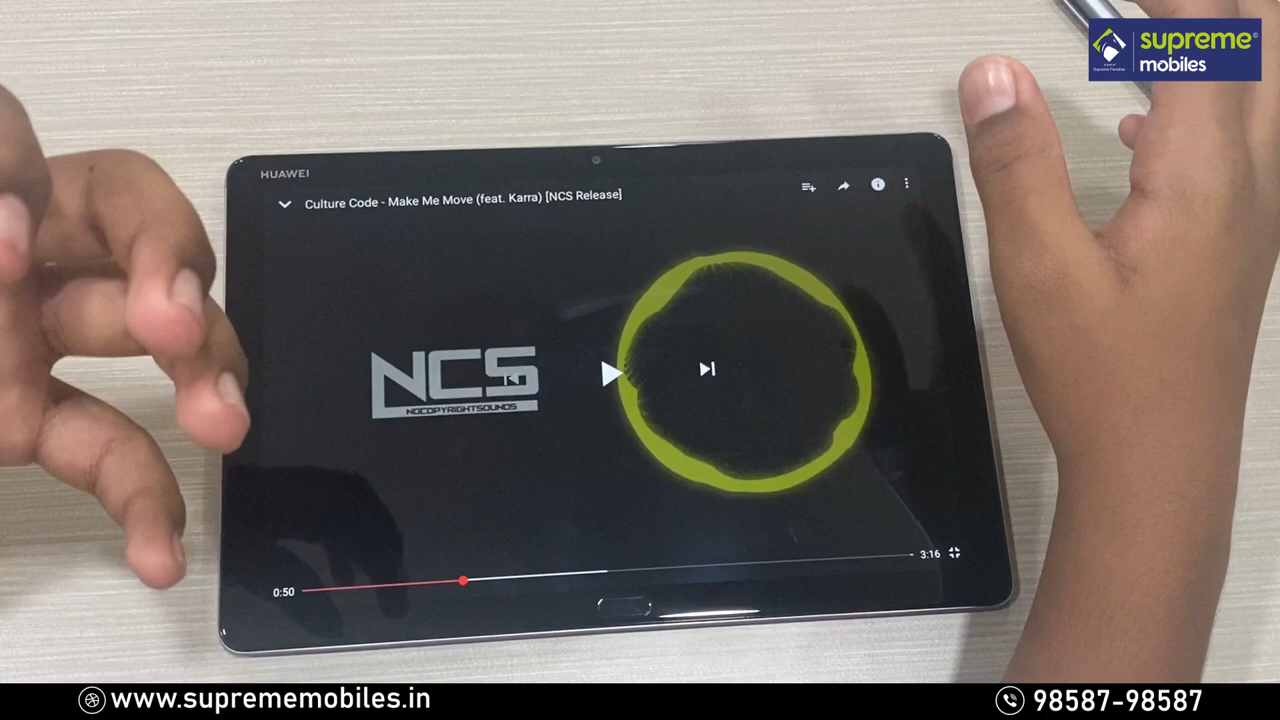 supreme
mobiles
HUAWEI
Culture Code - Make Me Move (feat. Karra) [NCS Release]
NCS
NOCOPYRIGHTSOUNDS
0:50
3:16
www.suprememobiles.in
98587-98587